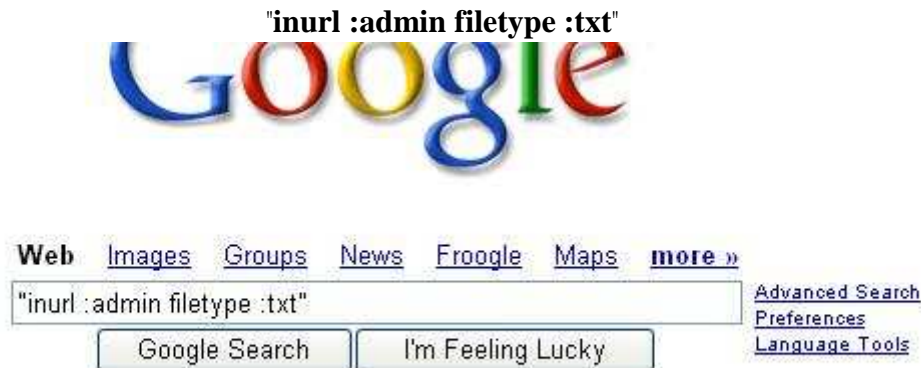 "inurl :admin filetype :txt"
Google
Web Images Groups News Froogle Maps more »
"inurl :admin filetype :txt"
Advanced Search
Preferences
Language Tools
Google Search I'm Feeling Lucky